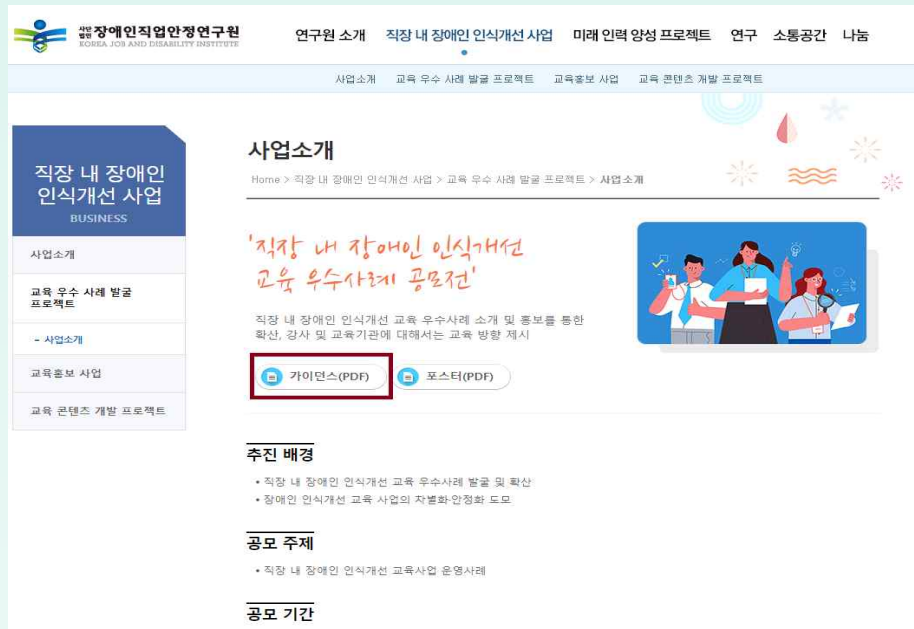 사단법인 장애인직업안정연구원
KOREA JOB AND DISABILITY INSTITUTE
연구원 소개 직장 내 장애인 인식개선 사업 미래 인력 양성 프로젝트 연구 소통공간 나눔
사업소개 교육 우수 사례 발굴 프로젝트 교육홍보 사업 교육 콘텐츠 개발 프로젝트
직장 내 장애인
인식개선 사업
BUSINESS
사업소개
교육 우수 사례 발굴
프로젝트
- 사업소개
교육홍보 사업
교육 콘텐츠 개발 프로젝트
사업소개
Home > 직장 내 장애인 인식개선 사업 > 교육 우수 사례 발굴 프로젝트 > 사업소개
'직장 내 장애인 인식개선
교육 우수사례 공모전'
직장 내 장애인 인식개선 교육 우수사례 소개 및 홍보를 통한
확산, 강사 및 교육기관에 대해서는 교육 방향 제시
가이던스(PDF) 포스터(PDF)
추진 배경
• 직장 내 장애인 인식개선 교육 우수사례 발굴 및 확산
• 장애인 인식개선 교육 사업의 차별화·안정화 도모
공모 주제
• 직장 내 장애인 인식개선 교육사업 운영사례
공모 기간